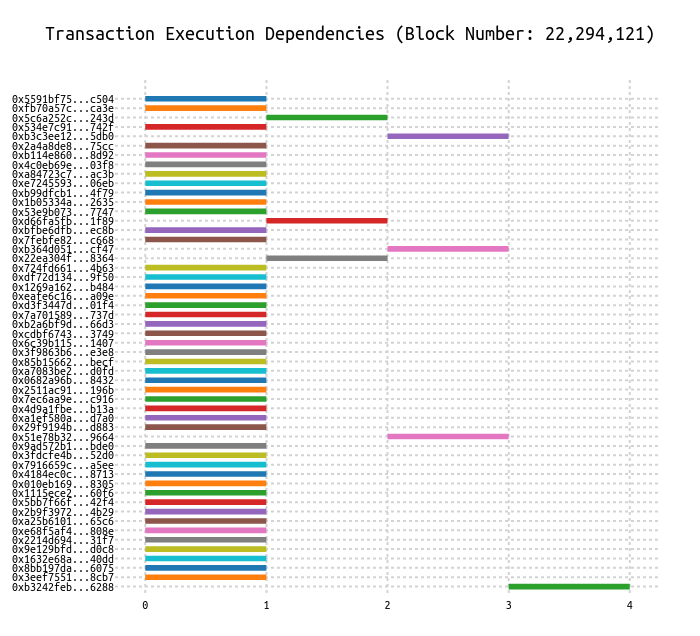 Transaction Execution Dependencies (Block Number: 22,294,121)
0x5591bf75...c504
0xfb70a57c...ca3e
0x5c6a252c...243d
0x534e7c91...742f
0xb3c3ee12...5db0
0x2a4a8de8...75cc
0xb114e860...8d92
0x4c0eb69e...03f8
0xa84723c7...ac3b
0xe7245593...06eb
0xb99dfcb1...4f79
0x1b05334a...2635
0x53e9b073...7747
0xd66fa5fb...1f89
0xbfbe6dfb...ec8b
0x7febfe82...c668
0xb364d051...cf47
0x22ea304f...8364
0x724fd661...4b63
0xdf72d134...9f50
0x1269a162...b484
0xeafe6c16...a09e
0xd3f3447d...01f4
0x7a701589...737d
0xb2a6bf9d...66d3
0xcdbf6743...3749
0x6c39b115...1407
0x3f9863b6...e3e8
0x85b15662...becf
0xa7083be2...d0fd
0x0682a96b...8432
0x2511ac91...196b
0x7ec6aa9e...c916
0x4d9a1fbe...b13a
0xa1ef580a...d7a0
0x29f9194b...d883
0x51e78b32...9664
0x9ad572b1...bde0
0x3fdcfe4b...52d0
0x7916659c...a5ee
0x4184ec0c...8713
0x010eb169...8305
0x1115ece2...60f6
0x5bb7f66f...42f4
0x2b9f3972...4b29
0xa25b6101...65c6
0xe68f5af4...808e
0x2214d694...31f7
0x9e129bfd...d0c8
0x1632e68a...40dd
0x8bb197da...6075
0x3eef7551...8cb7
0xb3242feb...6288
0 1 2 3 4